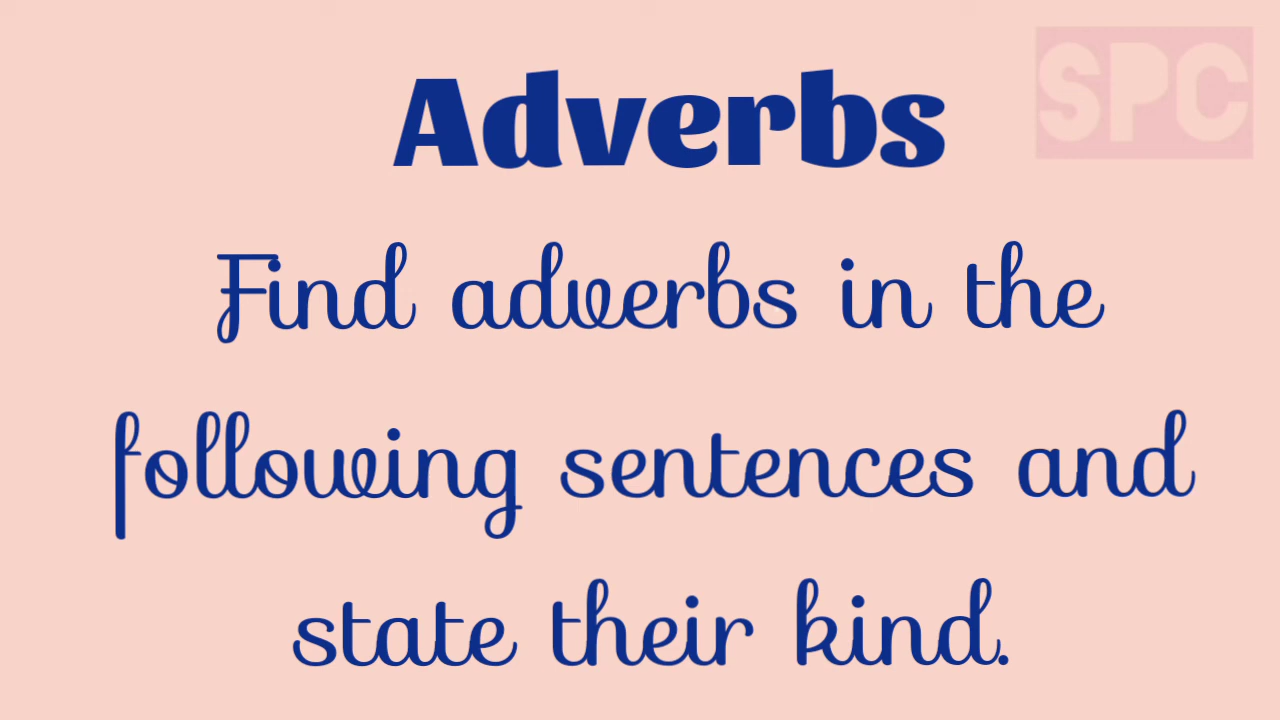 SPC
Adverbs
Find adverbs in the
following sentences and
state their kind.